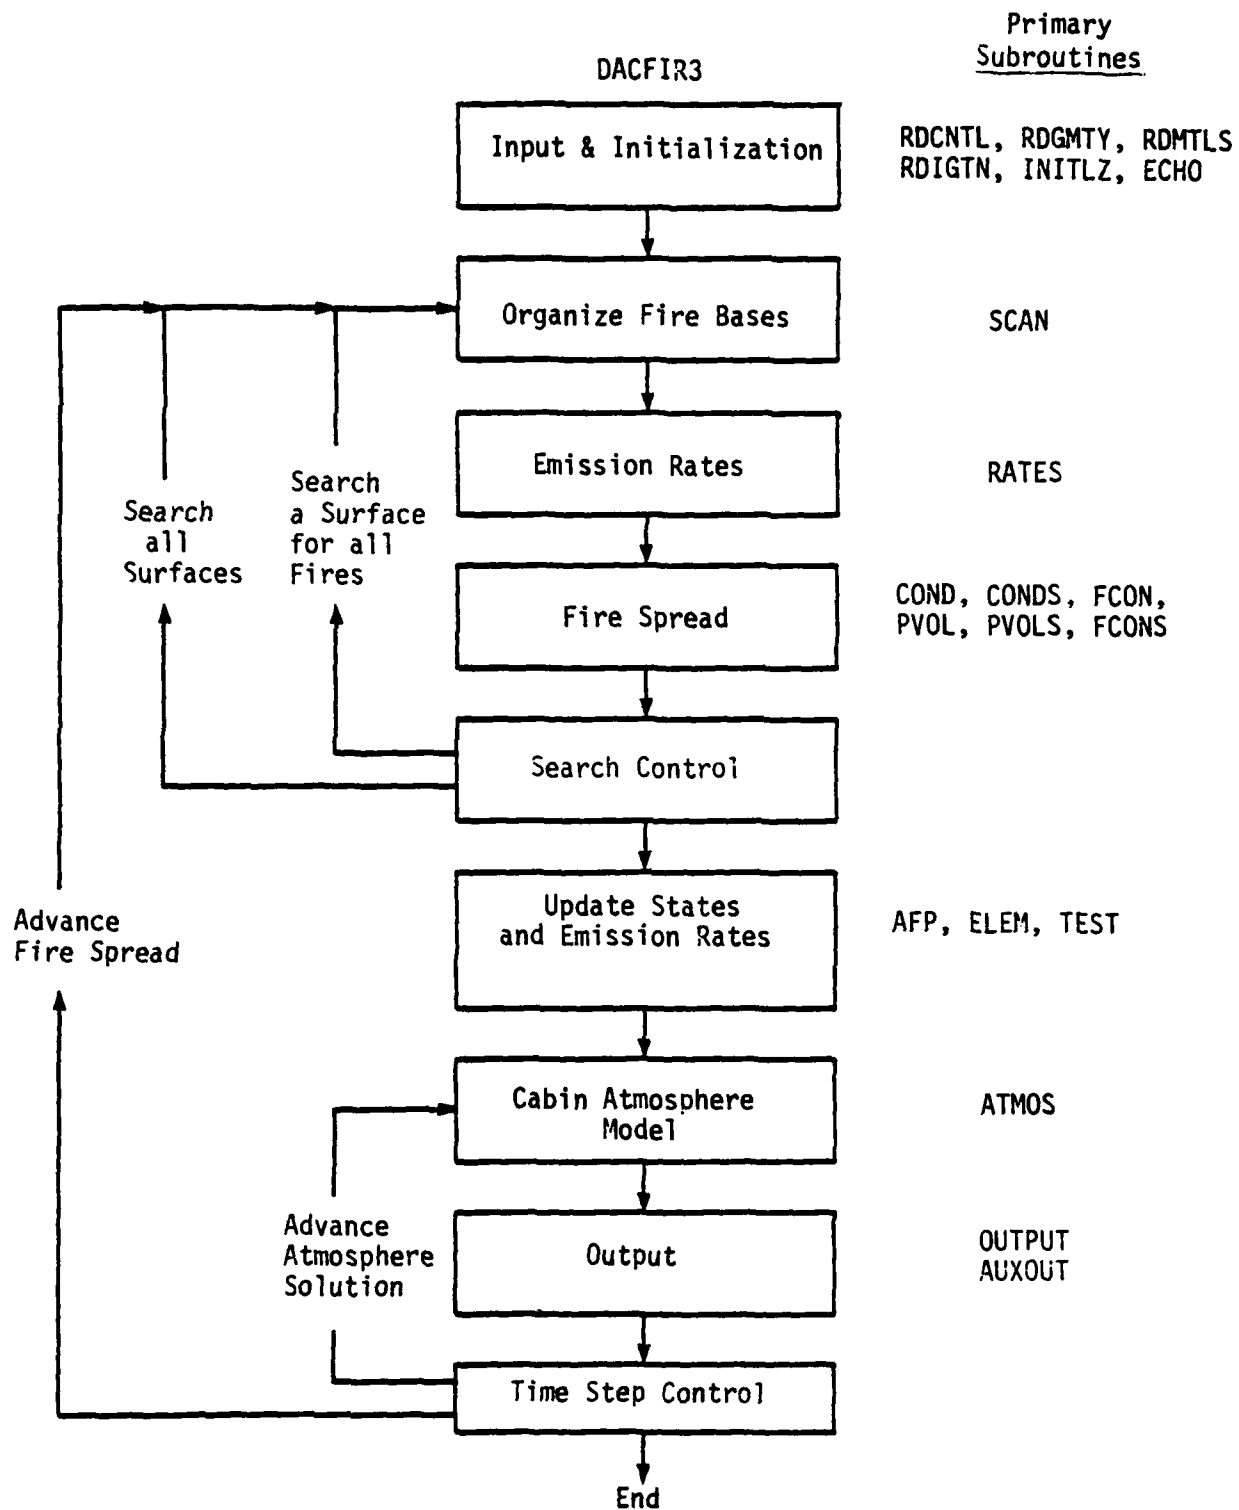 Primary
Subroutines
DACFIR3
Input & Initialization
RDCNTL, RDGMTY, RDMTLS
RDIGTN, INITLZ, ECHO
Organize Fire Bases
SCAN
Emission Rates
RATES
Search
all
Surfaces
Search
a Surface
for all
Fires
Fire Spread
COND, CONDS, FCON,
PVOL, PVOLS, FCONS
Search Control
Update States
and Emission Rates
AFP, ELEM, TEST
Advance
Fire Spread
Cabin Atmosphere
Model
ATMOS
Advance
Atmosphere
Solution
Output
OUTPUT
AUXOUT
Time Step Control
End